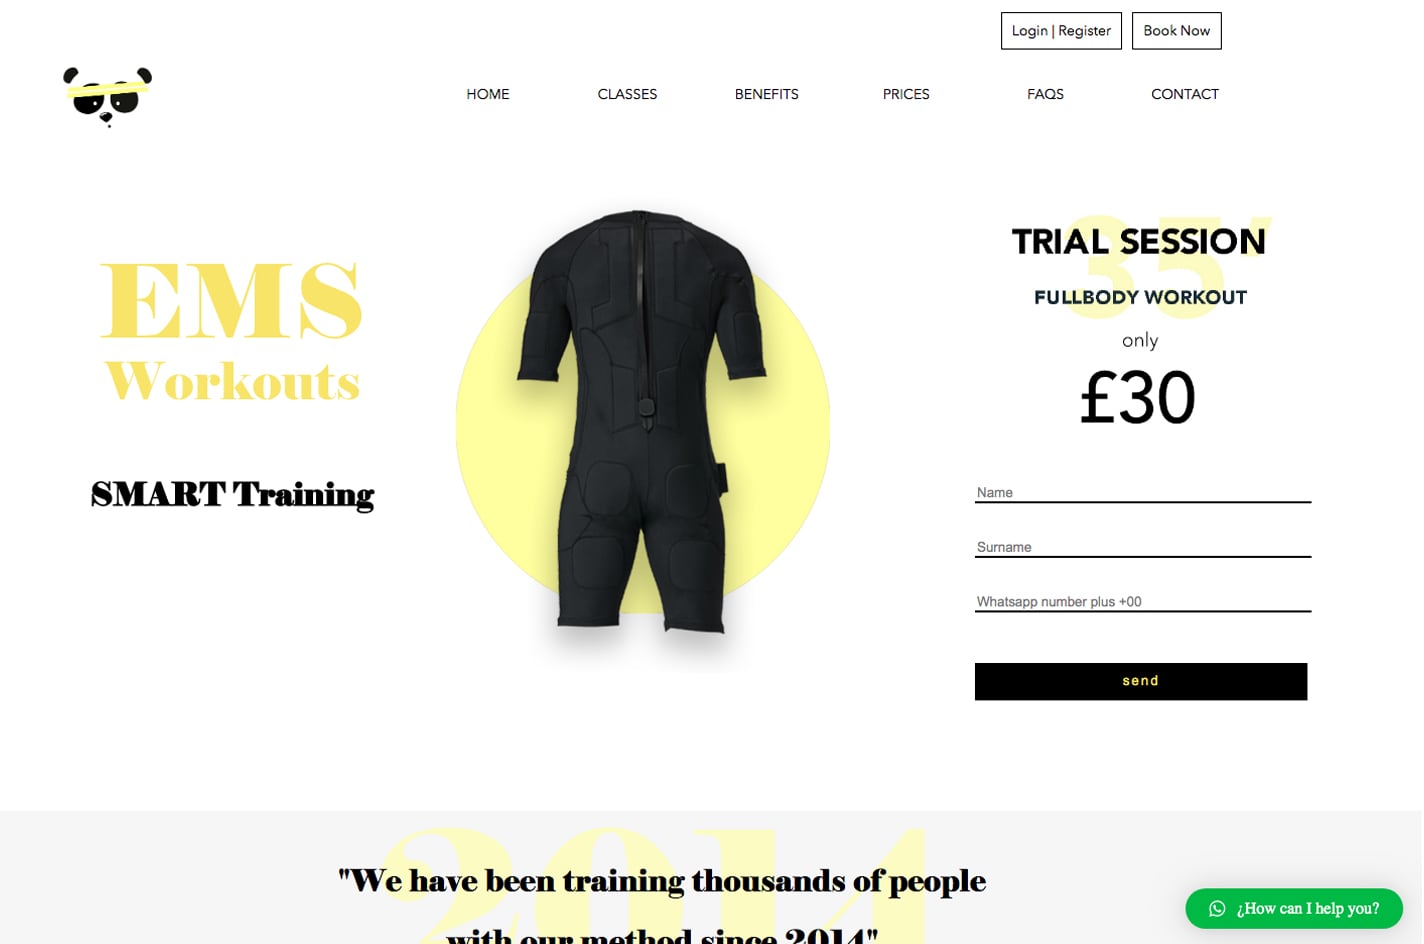 Login | Register
Book Now
HOME
CLASSES
BENEFITS
PRICES
FAQS
CONTACT
EMS
Workouts
SMART Training
35'
TRIAL SESSION
FULLBODY WORKOUT
only
£30
Name
Surname
Whatsapp number plus +00
send
2014
"We have been training thousands of people
with our method since 2014"
¿How can I help you?